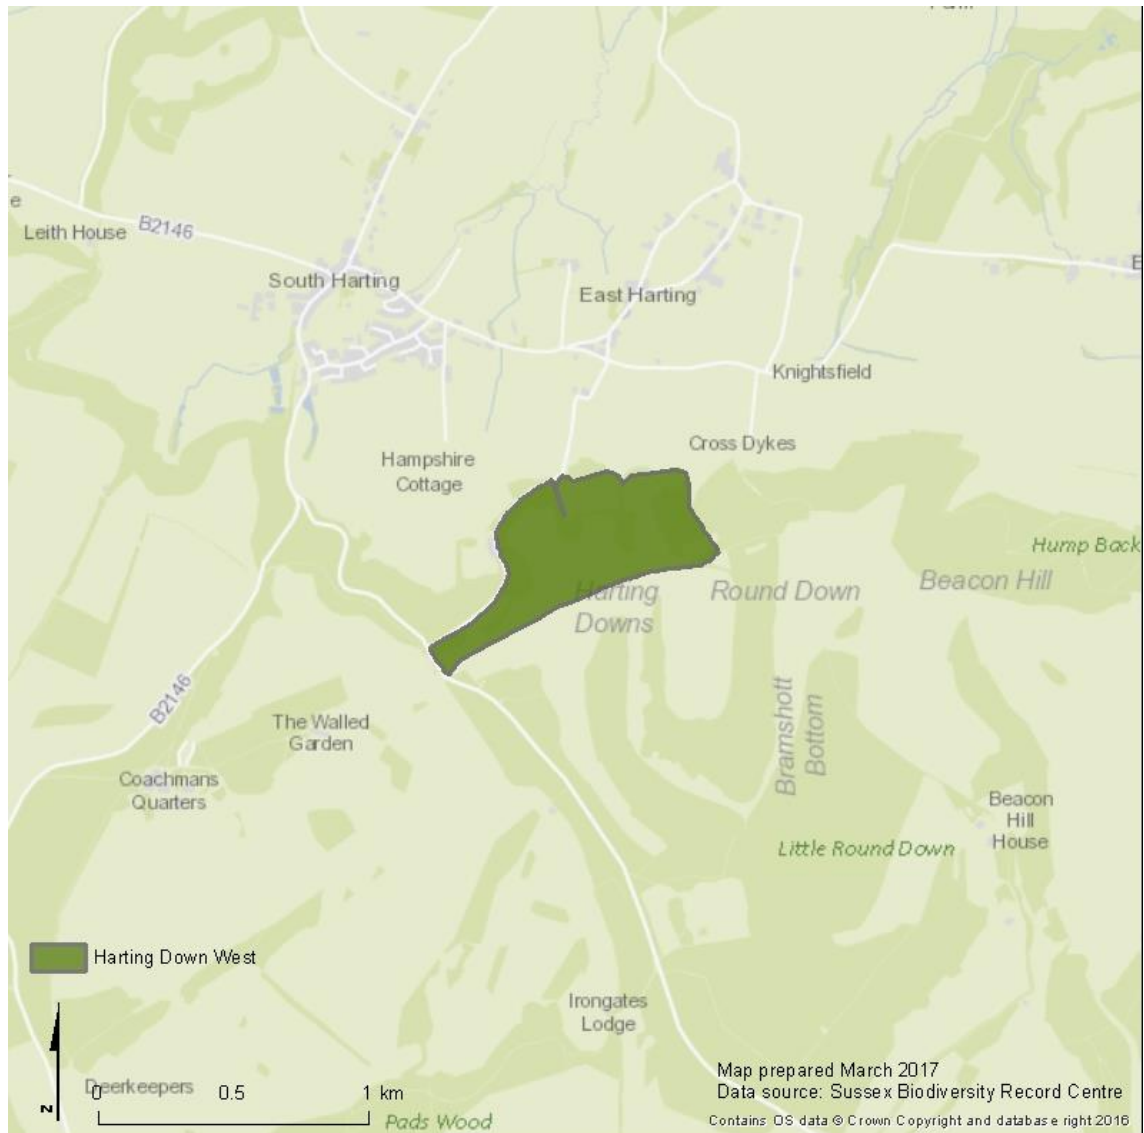 Leith House
B2146
South Harting
East Harting
Knightsfield
Cross Dykes
Hampshire
Cottage
Hump Back
Harting
Downs
Round Down
Beacon Hill
B2146
The Walled
Garden
Bramshott
Bottom
Coachmans
Quarters
Beacon
Hill
House
Little Round Down
Harting Down West
Irongates
Lodge
N
Deerkeepers
0 0.5 1 km
Pads Wood
Map prepared March 2017
Data source: Sussex Biodiversity Record Centre
Contains OS data © Crown Copyright and database right 2016